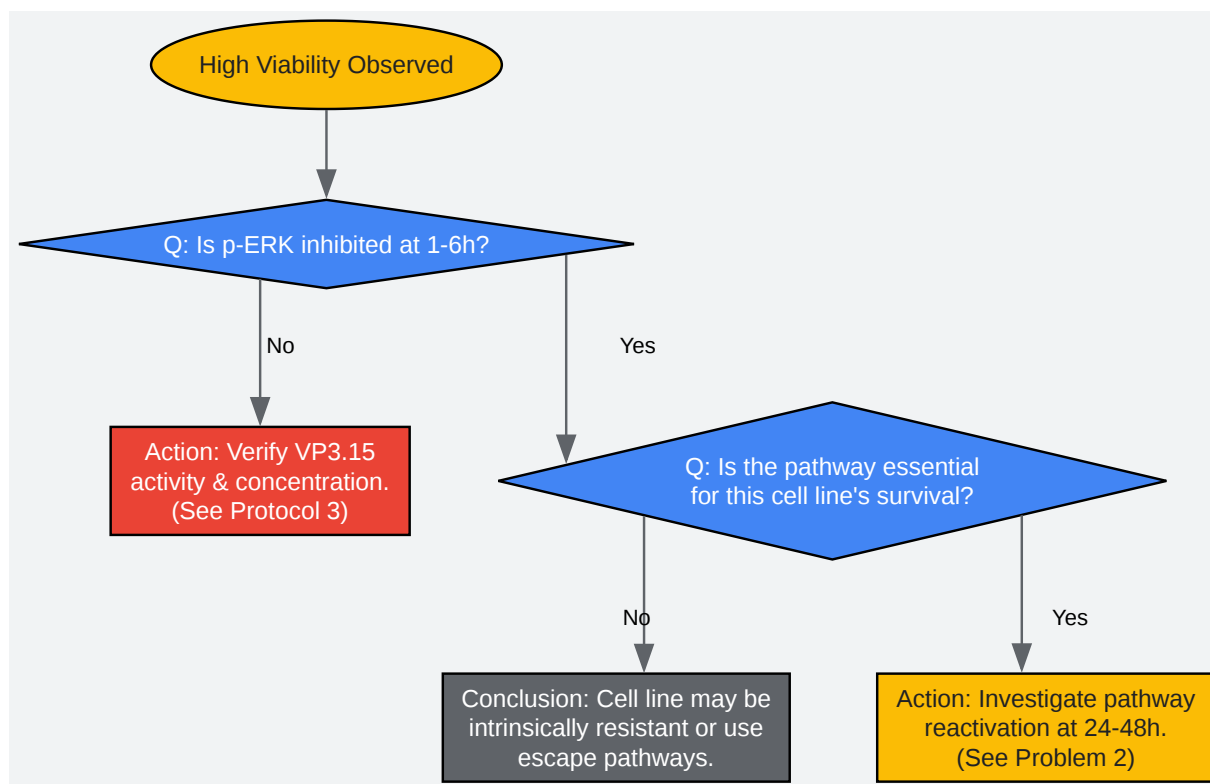 High Viability Observed
Q: Is p-ERK inhibited at 1-6h?
No
Yes
Action: Verify VP3.15
activity & concentration.
(See Protocol 3)
Q: Is the pathway essential
for this cell line's survival?
No
Yes
Conclusion: Cell line may be
intrinsically resistant or use
escape pathways.
Action: Investigate pathway
reactivation at 24-48h.
(See Problem 2)